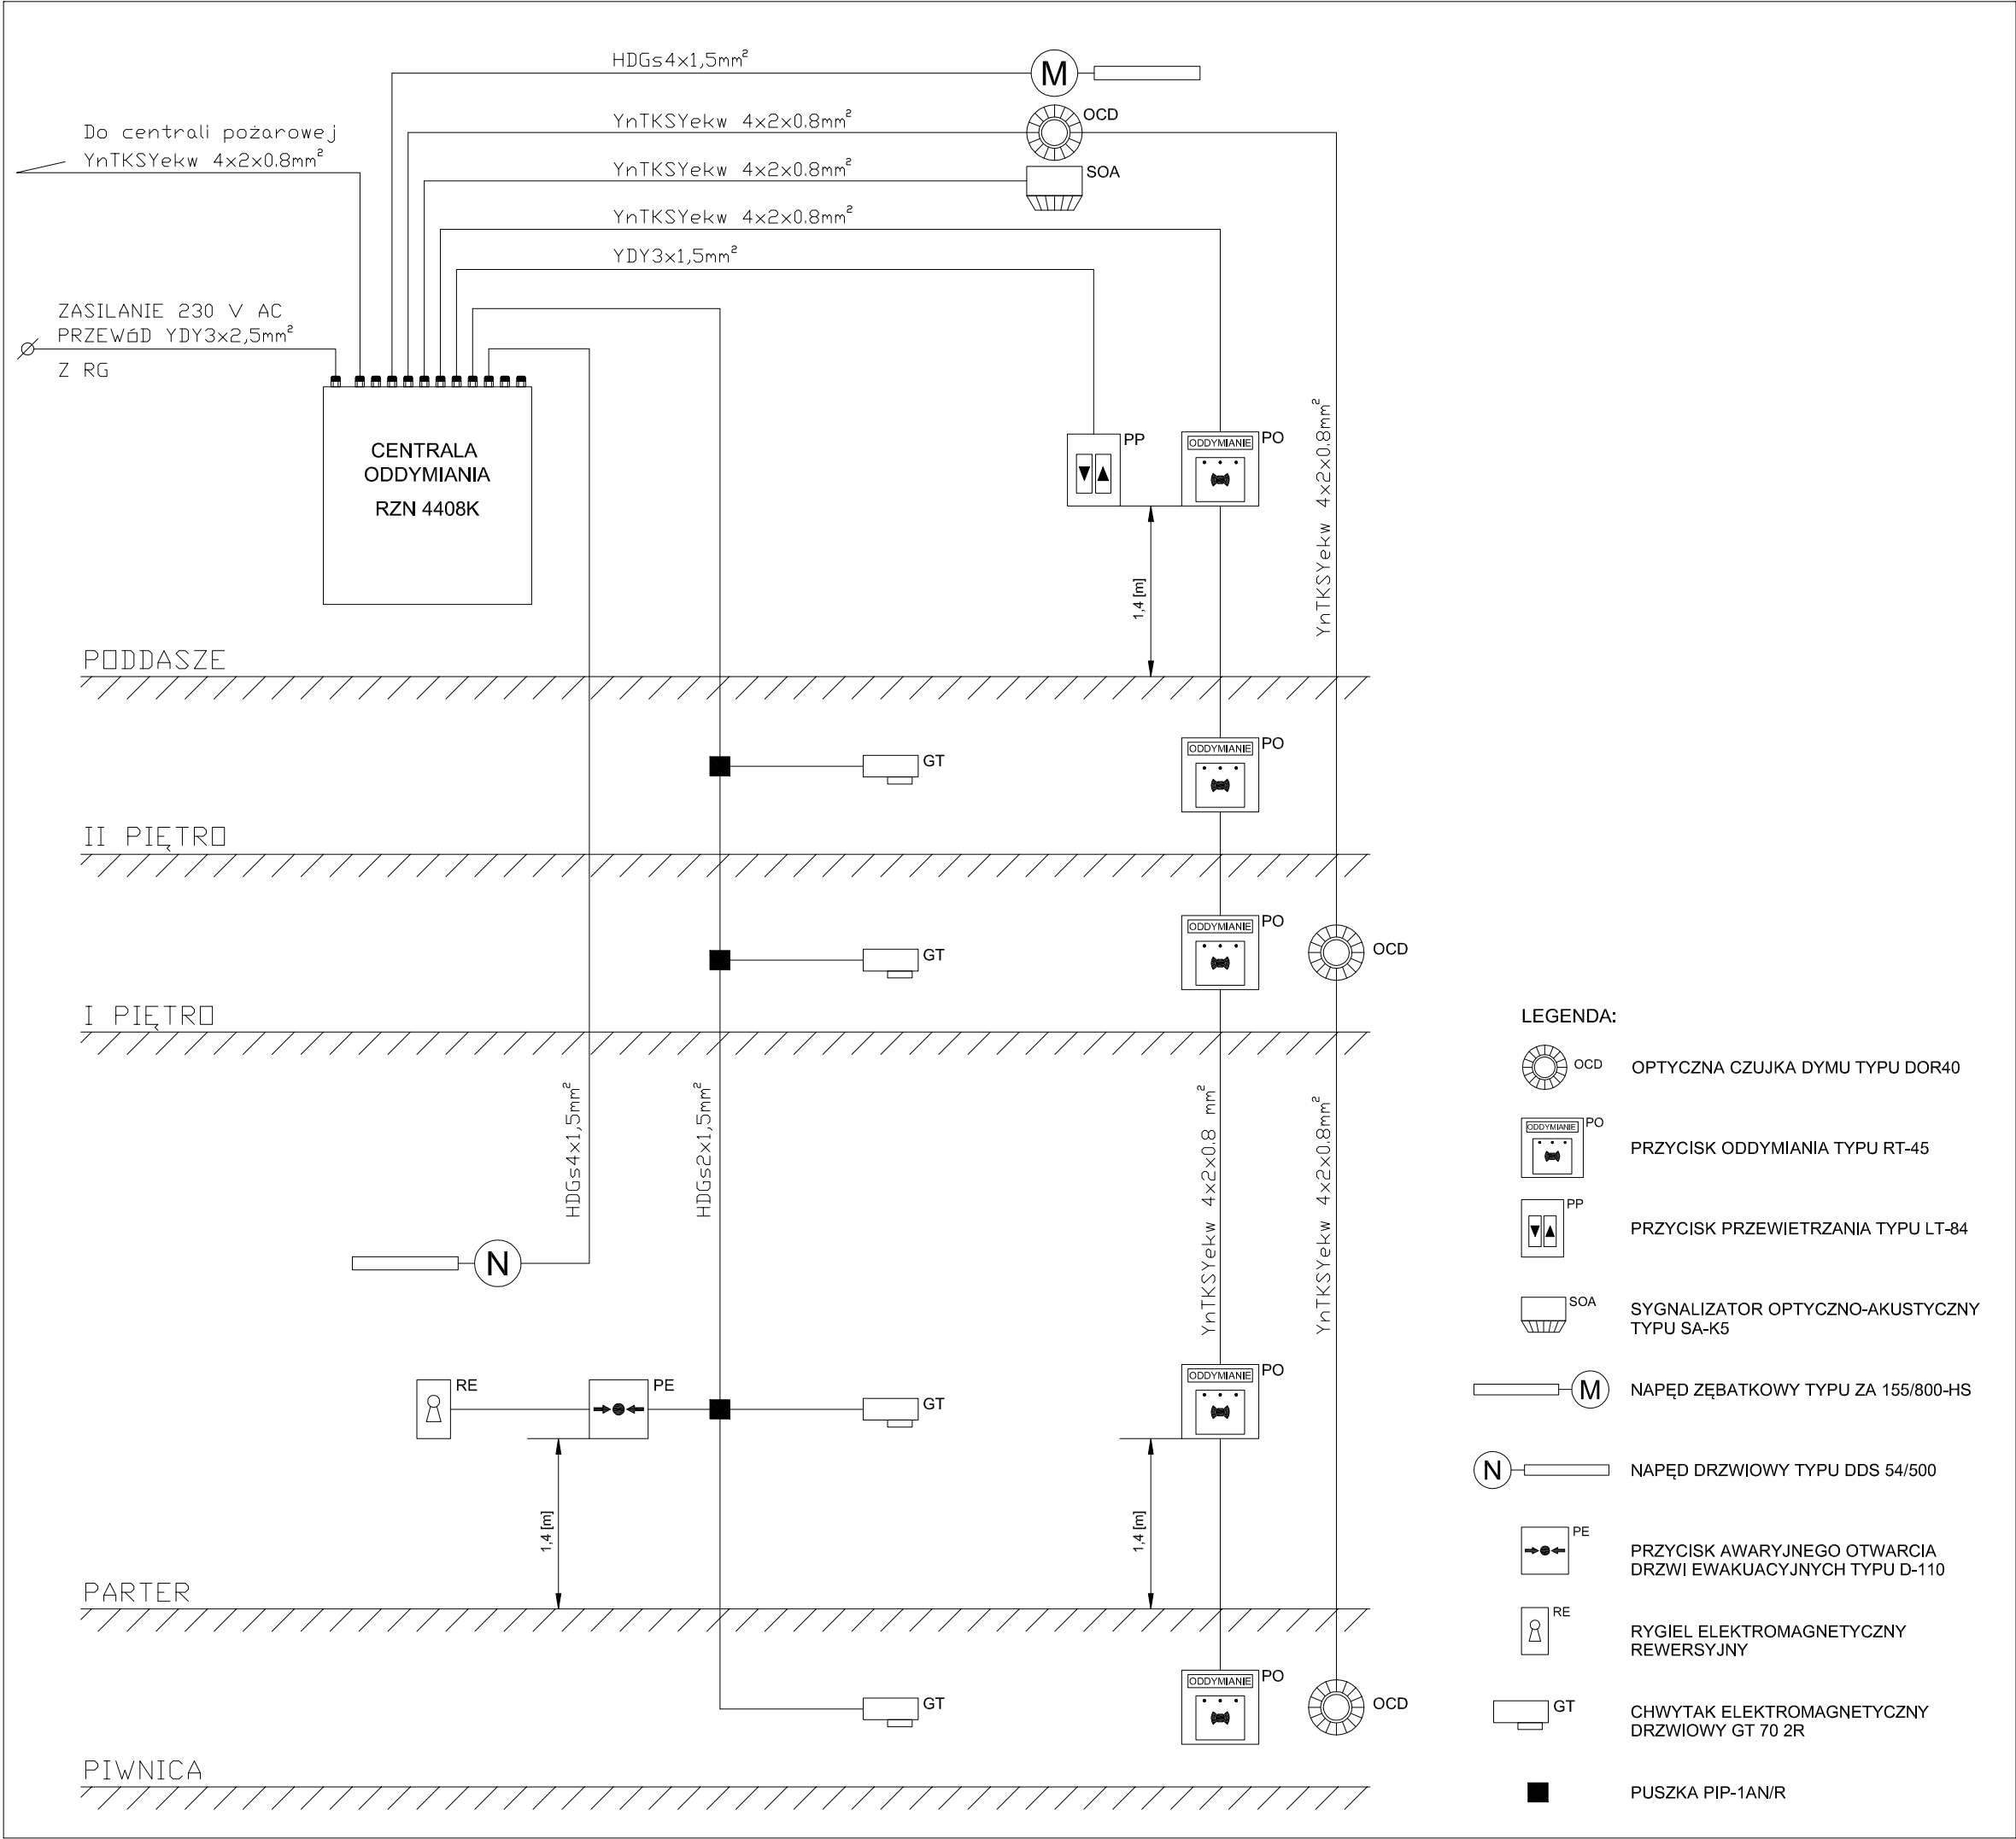 HDGs4x1,5mm²
M
Do centrali pożarowej
YnTKSYekw 4x2x0.8mm²
YnTKSYekw 4x2x0.8mm²
OCD
YnTKSYekw 4x2x0.8mm²
SOA
YnTKSYekw 4x2x0.8mm²
YDY3x1,5mm²
ZASILANIE 230 V AC
PRZEWóD YDY3x2,5mm²
Z RG
CENTRALA
ODDYMIANIA
RZN 4408K
PP
ODDYMIANIE
PO
YnTKSYekw 4x2x0.8mm²
1,4 [m]
PODDASZE
GT
ODDYMIANIE
PO
II PIĘTRO
GT
ODDYMIANIE
PO
OCD
I PIĘTRO
HDGs4x1,5mm²
HDGs2x1,5mm²
YnTKSYekw 4x2x0.8 mm²
YnTKSYekw 4x2x0.8mm²
N
RE
PE
GT
ODDYMIANIE
PO
1,4 [m]
1,4 [m]
PARTER
GT
ODDYMIANIE
PO
OCD
PIWNICA
LEGENDA:
OCD
OPTYCZNA CZUJKA DYMU TYPU DOR40
ODDYMIANIE
PO
PRZYCISK ODDYMIANIA TYPU RT-45
PP
PRZYCISK PRZEWIETRZANIA TYPU LT-84
SOA
SYGNALIZATOR OPTYCZNO-AKUSTYCZNY
TYPU SA-K5
M
NAPĘD ZĘBATKOWY TYPU ZA 155/800-HS
N
NAPĘD DRZWIOWY TYPU DDS 54/500
PE
PRZYCISK AWARYJNEGO OTWARCIA
DRZWI EWAKUACYJNYCH TYPU D-110
RE
RYGIEL ELEKTROMAGNETYCZNY
REWERSYJNY
GT
CHWYTAK ELEKTROMAGNETYCZNY
DRZWIOWY GT 70 2R
PUSZKA PIP-1AN/R